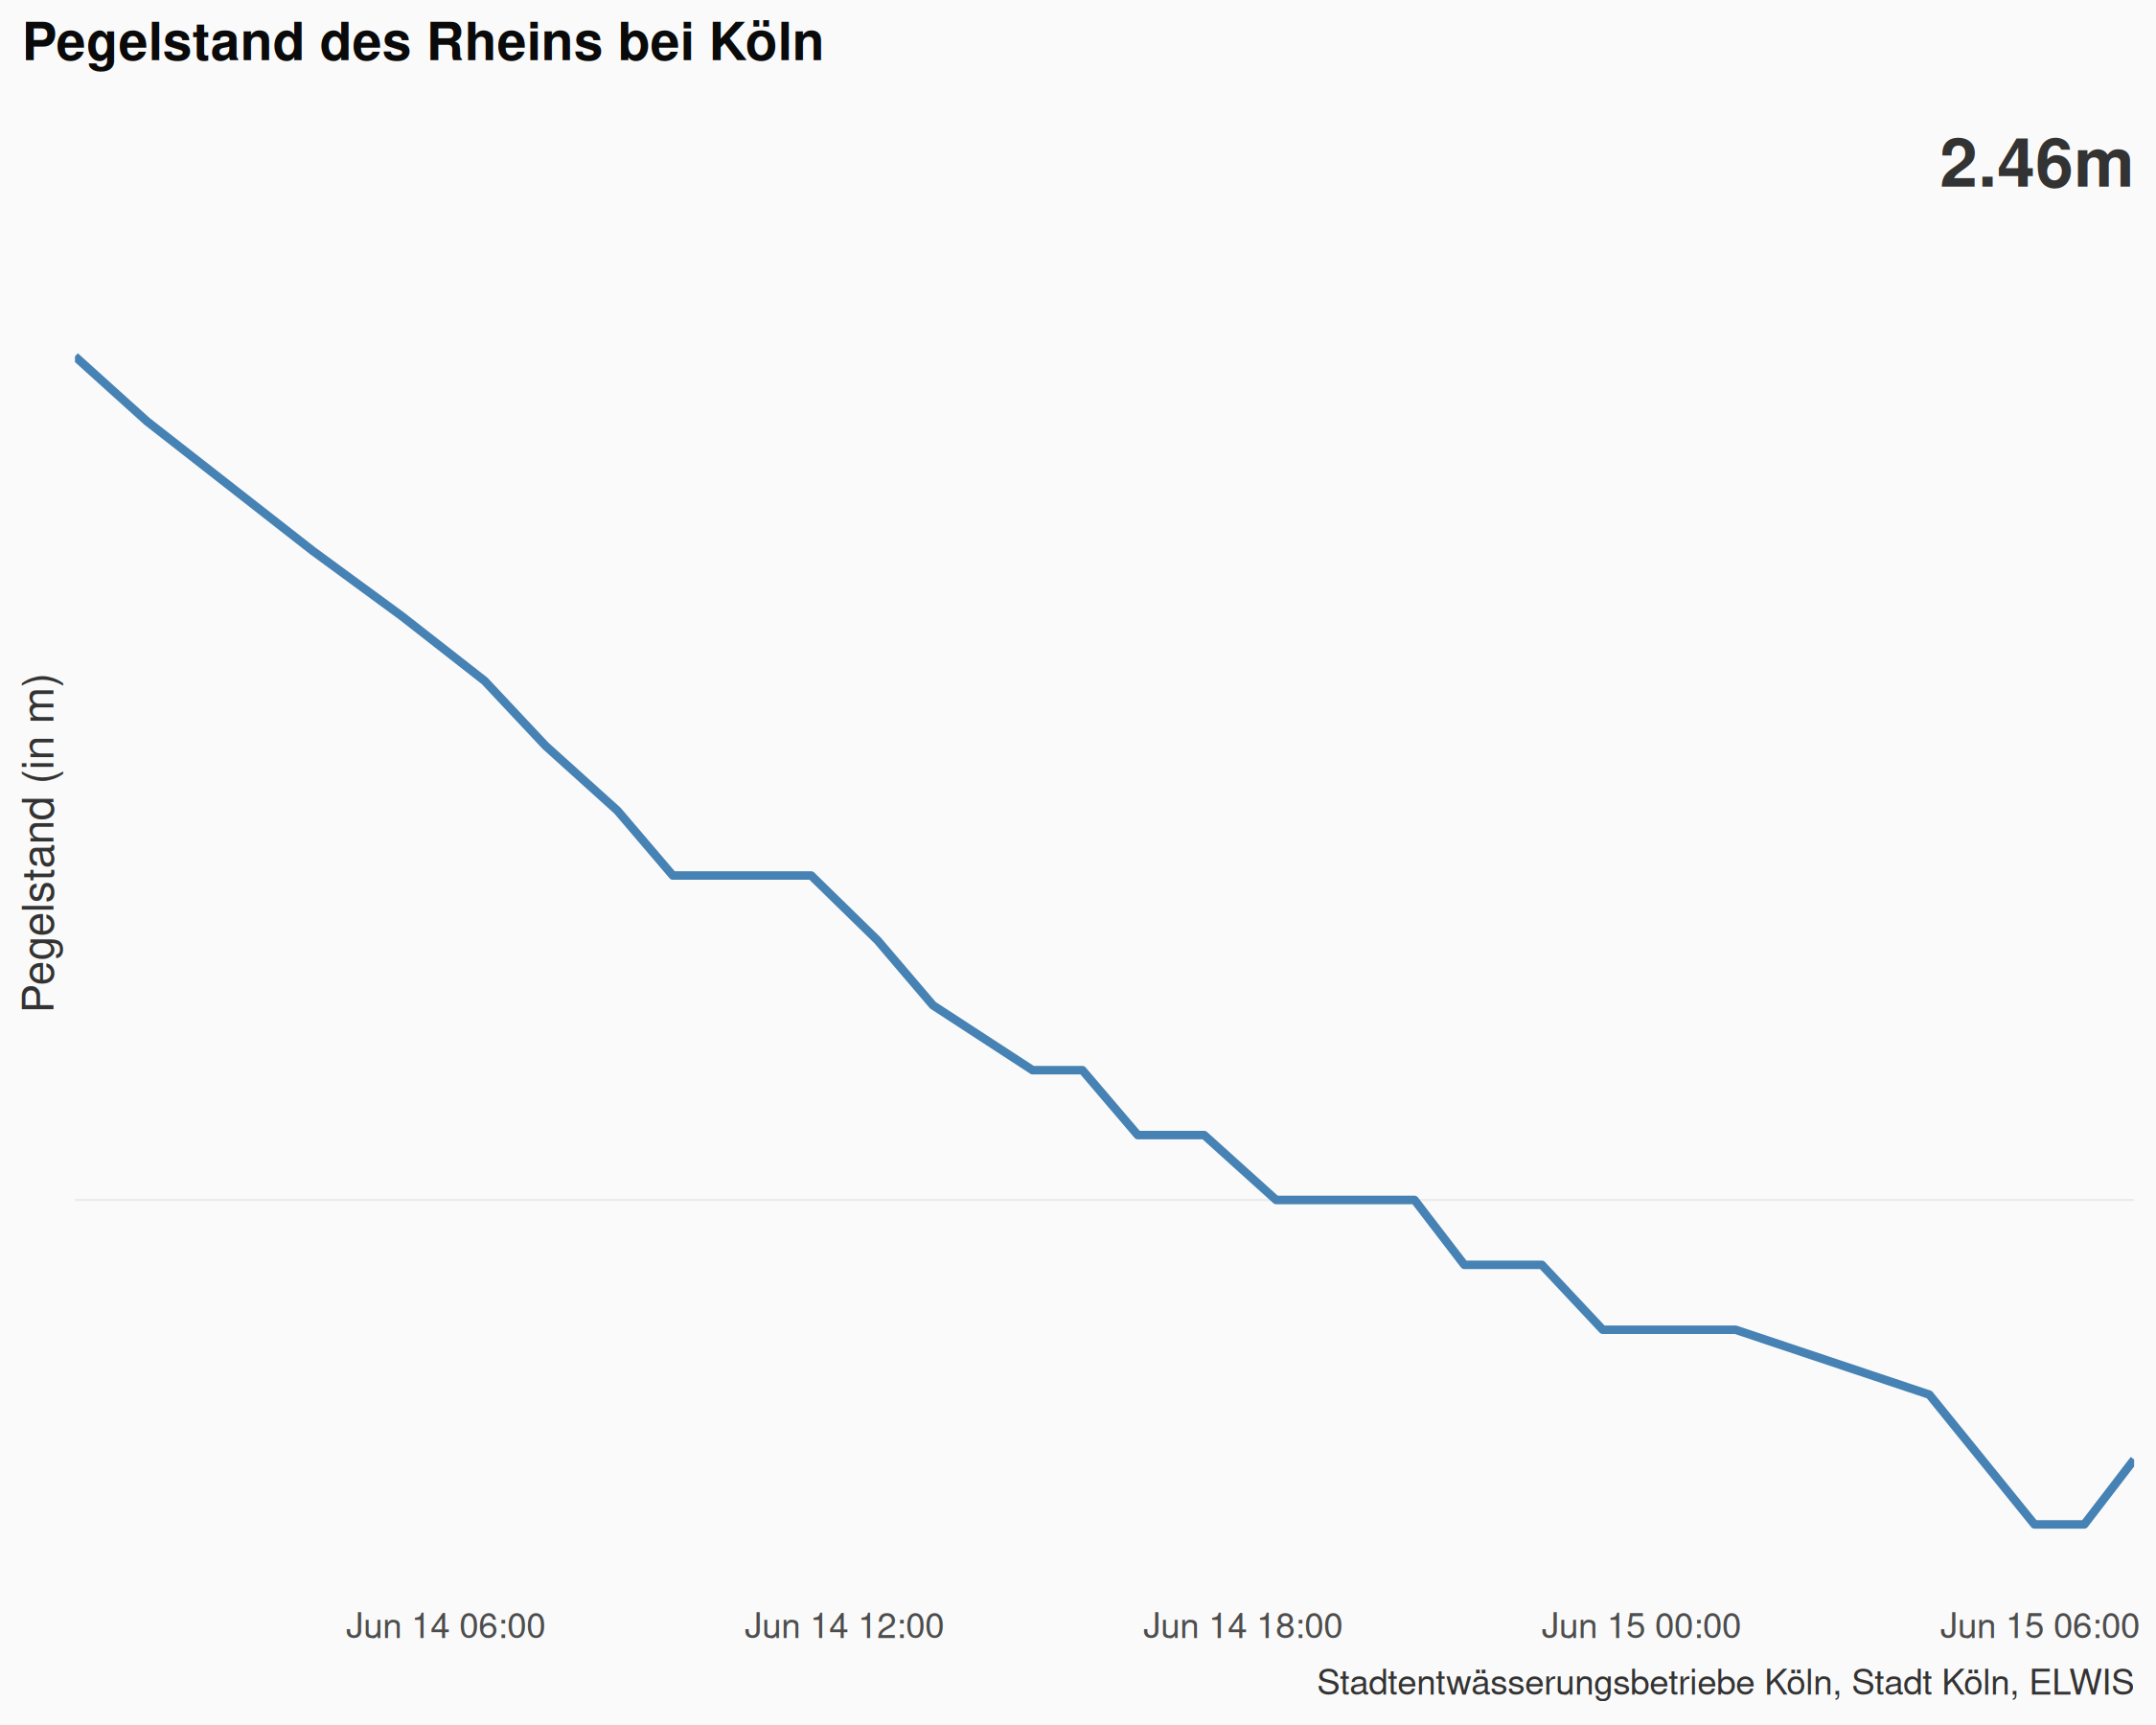 Pegelstand des Rheins bei Köln
2.46m
Pegelstand (in m)
Jun 14 06:00 Jun 14 12:00 Jun 14 18:00 Jun 15 00:00 Jun 15 06:00
Stadtentwässerungsbetriebe Köln, Stadt Köln, ELWIS